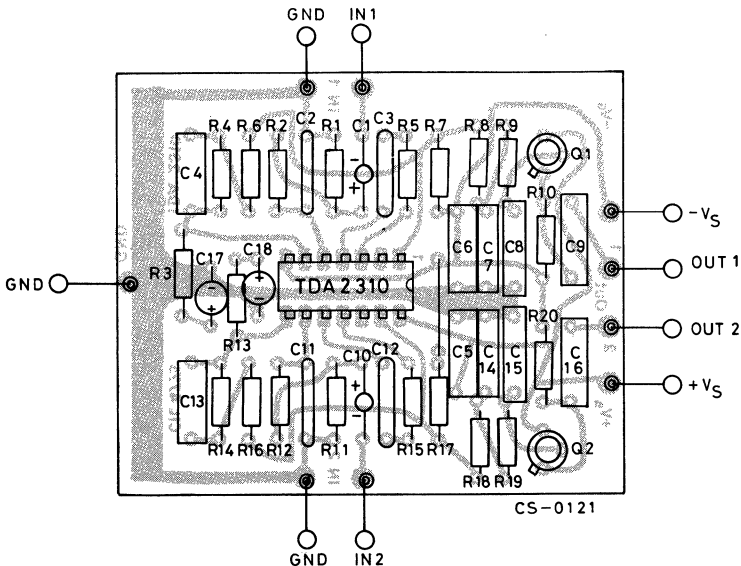 GND IN1
R4 R6 R2 C2 R1 C1 C3 R5 R7 R8 R9 Q1
C4
R10
-VS
R3 C17 C18 C6 C7 C8 C9
GND
TDA2310
OUT 1
R13 R20
OUT 2
C11 C10 C12 C5 C14 C15 C16
C13
+VS
R14 R16 R12 R11 R15 R17
Q2
R18 R19
CS-0121
GND IN2